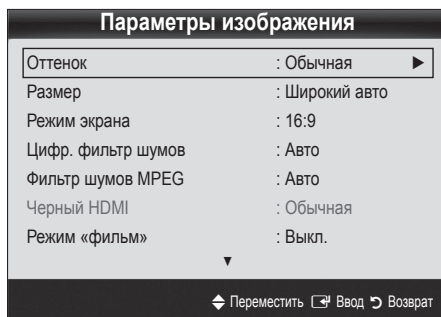 Параметры изображения
Оттенок : Обычная ►
Размер : Широкий авто
Режим экрана : 16:9
Цифр. фильтр шумов : Авто
Фильтр шумов MPEG : Авто
Черный HDMI : Обычная
Режим «фильм» : Выкл.
▼
Переместить Ввод Возврат